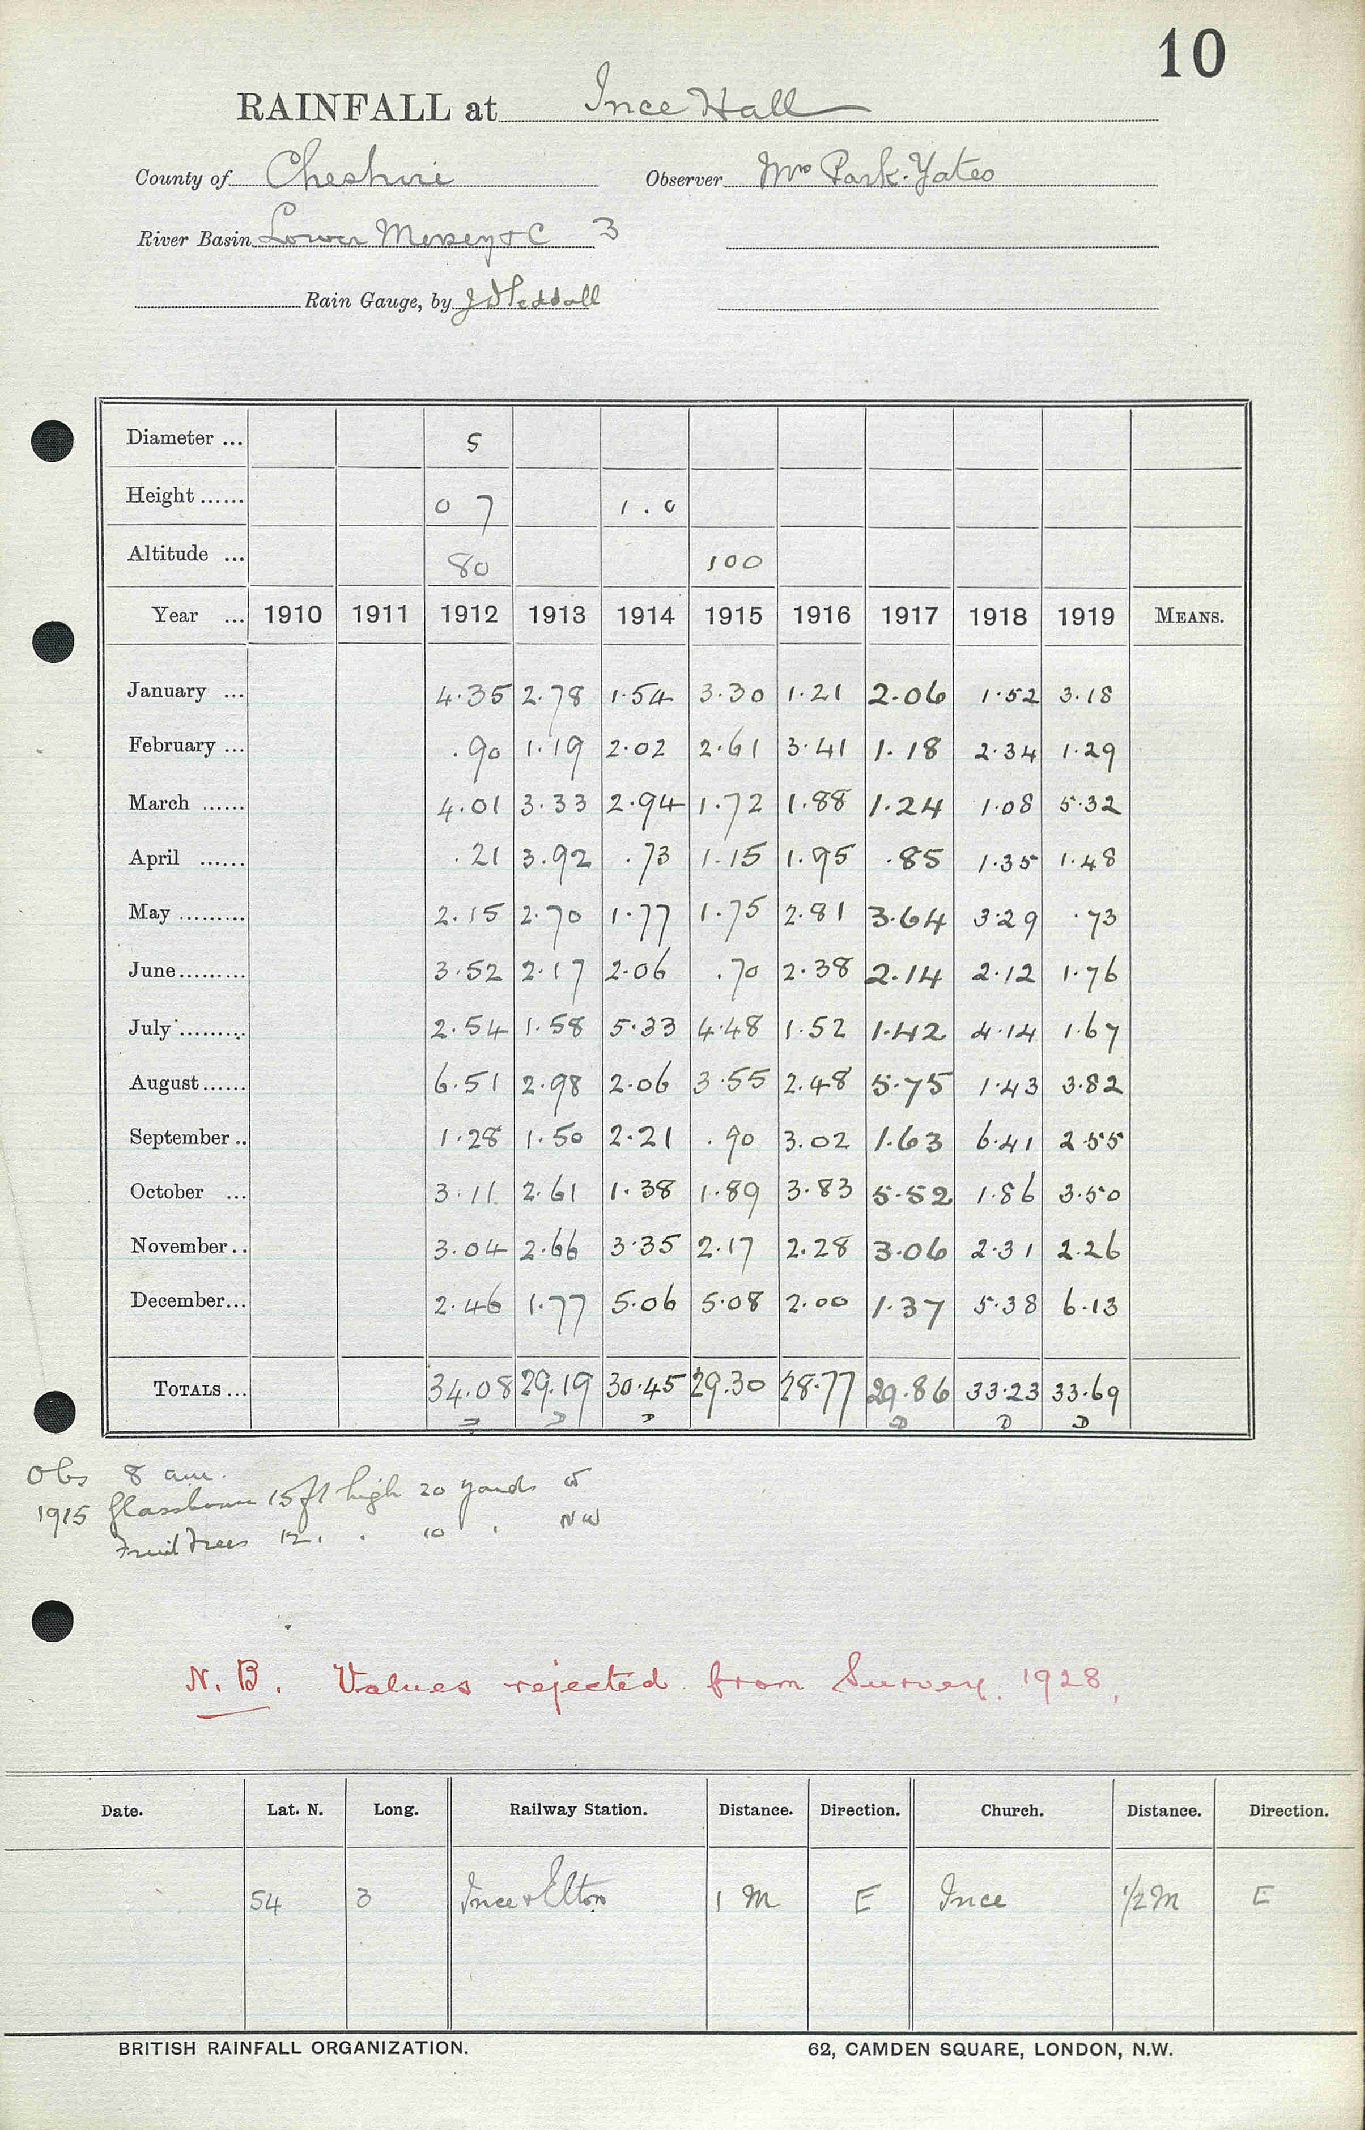 10
RAINFALL at Ince Hall
County of Cheshire Observer Mrs Park-Yates
River Basin Lower Mersey & C 3
Rain Gauge, by
Diameter ... 5
Height ...... 0 7 1.0
Altitude ... 80 100
Year ... 1910 1911 1912 1913 1914 1915 1916 1917 1918 1919 MEANS.
January ... 4.35 2.78 1.54 3.30 1.21 2.06 1.52 3.18
February ... .90 1.19 2.02 2.61 3.41 1.18 2.34 1.29
March ...... 4.01 3.33 2.94 1.72 1.88 1.24 1.08 5.32
April ...... .21 3.92 .73 1.15 1.95 .85 1.35 1.48
May ......... 2.15 2.70 1.77 1.75 2.81 3.64 3.29 .73
June......... 3.52 2.17 2.06 .70 2.38 2.14 2.12 1.76
July ......... 2.54 1.58 5.33 4.48 1.52 1.42 4.14 1.67
August...... 6.51 2.98 2.06 3.55 2.48 5.75 1.43 3.82
September .. 1.28 1.50 2.21 .90 3.02 1.63 6.41 2.55
October ... 3.11 2.61 1.38 1.89 3.83 5.52 1.86 3.50
November .. 3.04 2.66 3.35 2.17 2.28 3.06 2.31 2.26
December... 2.46 1.77 5.06 5.08 2.00 1.37 5.38 6.13
TOTALS ... 34.08 29.19 30.45 29.30 28.77 29.86 33.23 33.69
D D D D D
Obs 8 am.
1915 Glasshouse 15 ft high 20 yards W
Fruit Trees 12 . . 10 . NW
N.B. Values rejected from Survey. 1928.
Date. Lat. N. Long. Railway Station. Distance. Direction. Church. Distance. Direction.
54 3 Ince & Elton 1 M E Ince 1/2 M E
BRITISH RAINFALL ORGANIZATION. 62, CAMDEN SQUARE, LONDON, N.W.